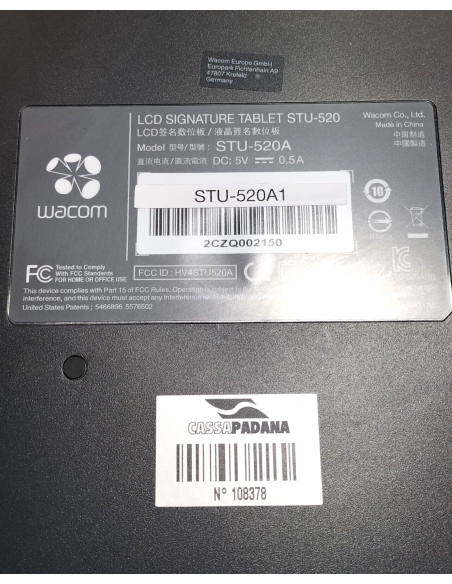 Wacom Europe GmbH
Europark Fichtenhain A9
47807 Krefeld
Germany
LCD SIGNATURE TABLET STU-520
LCD签名数位板 / 液晶簽名數位板
Model 型号/型號 : STU-520A
直流电流/直流電流 DC; 5V 0.5A
Wacom Co., Ltd.
Made in China
中国制造
中國製造
wacom
STU-520A1
2CZQ002150
10
FC Tested to Comply
With FCC Standards
FOR HOME OR OFFICE USE
FCC ID : HV4STU520A
CE
This device complies with Part 15 of FCC Rules. Operation is subject to
interference, and this device must accept any interference
United States Patents ; 5466896 5576502
CASSAPADANA
N° 108378